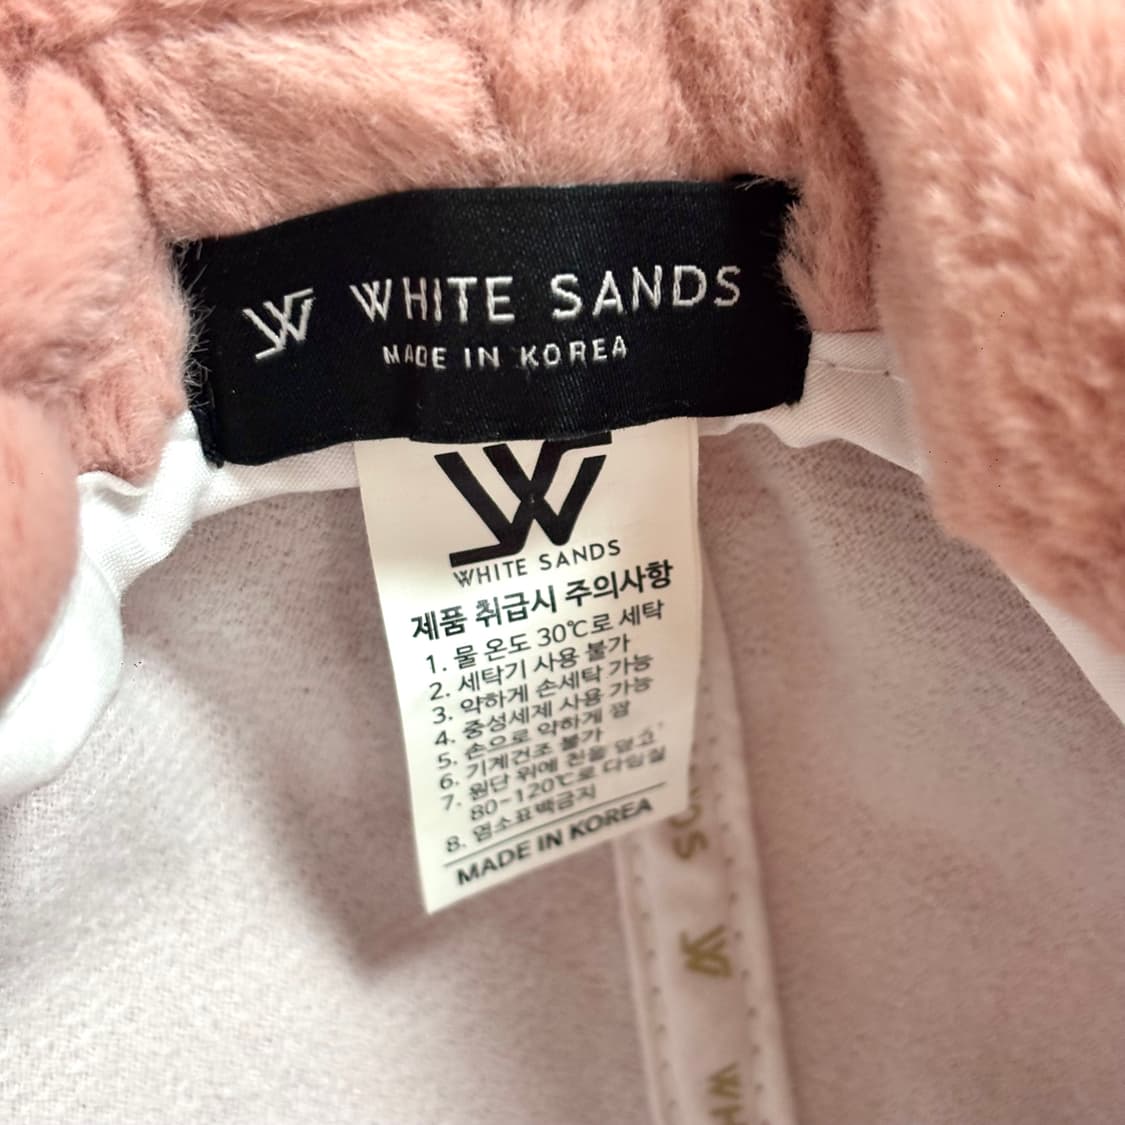 WHITE SANDS
MADE IN KOREA
WHITE SANDS
제품 취급시 주의사항
1. 물 온도 30℃로 세탁
2. 세탁기 사용 불가
3. 약하게 손세탁 가능
4. 중성세제 사용 가능
5. 손으로 약하게 짬
6. 기계건조 불가
7. 원단 위에 천을 덮고
80~120℃로 다림질
8. 염소표백금지
MADE IN KOREA
WH